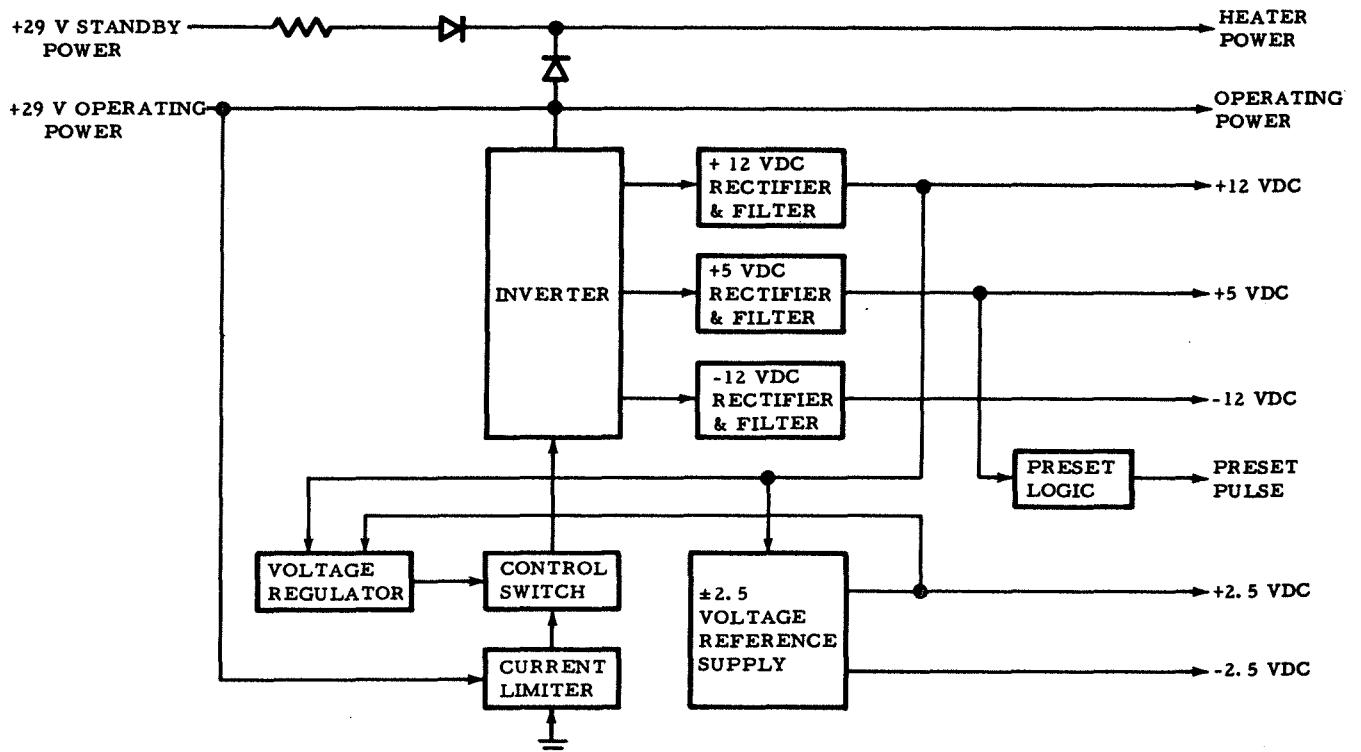 +29 V STANDBY
POWER
HEATER
POWER
+29 V OPERATING
POWER
OPERATING
POWER
INVERTER
+ 12 VDC
RECTIFIER
& FILTER
+12 VDC
+5 VDC
RECTIFIER
& FILTER
+5 VDC
-12 VDC
RECTIFIER
& FILTER
-12 VDC
PRESET
LOGIC
PRESET
PULSE
VOLTAGE
REGULATOR
CONTROL
SWITCH
±2. 5
VOLTAGE
REFERENCE
SUPPLY
+2. 5 VDC
CURRENT
LIMITER
-2. 5 VDC